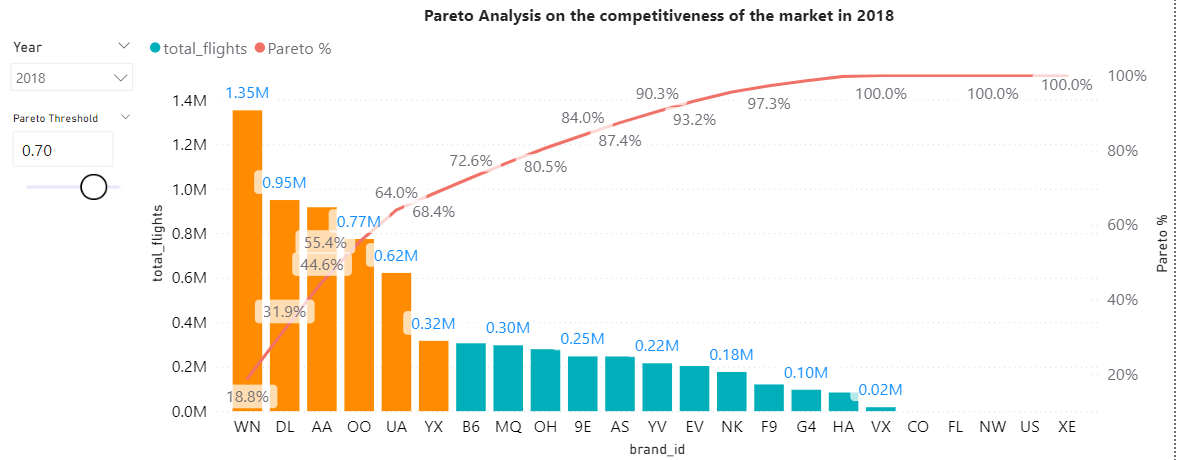 Pareto Analysis on the competitiveness of the market in 2018
Year
2018
Pareto Threshold
0.70
total_flights Pareto %
total_flights
1.4M
1.2M
1.0M
0.8M
0.6M
0.4M
0.2M
0.0M
1.35M
0.95M
0.77M
0.62M
0.32M
0.30M
0.25M
0.22M
0.18M
0.10M
0.02M
18.8%
31.9%
44.6%
55.4%
64.0%
68.4%
72.6%
80.5%
84.0%
87.4%
90.3%
93.2%
97.3%
100.0%
100.0%
100.0%
100%
80%
60%
40%
20%
Pareto %
WN DL AA OO UA YX B6 MQ OH 9E AS YV EV NK F9 G4 HA VX CO FL NW US XE
brand_id